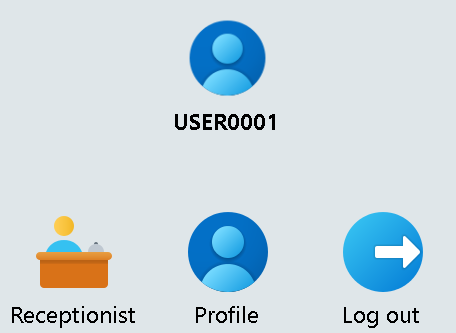 USER0001
Receptionist
Profile
Log out